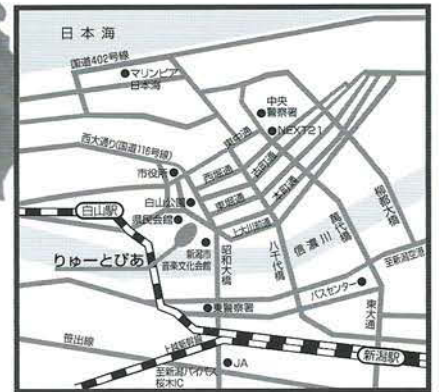 日本海
国道402号線
マリンピア
日本海
中央
警察署
NEXT21
東中通
西大通り(国道116号線)
市役所
西堀通
古町通
本町通
東堀通
上大川前通
白山公園
白山駅
県民会館
りゅーとぴあ
新潟市
音楽文化会館
昭和大橋
八千代橋
信濃川
萬代橋
柳都大橋
至新潟空港
バスセンター
東大通
東警察署
新潟駅
笹出線
上越新幹線
至新潟バイパス
桜木IC
JA